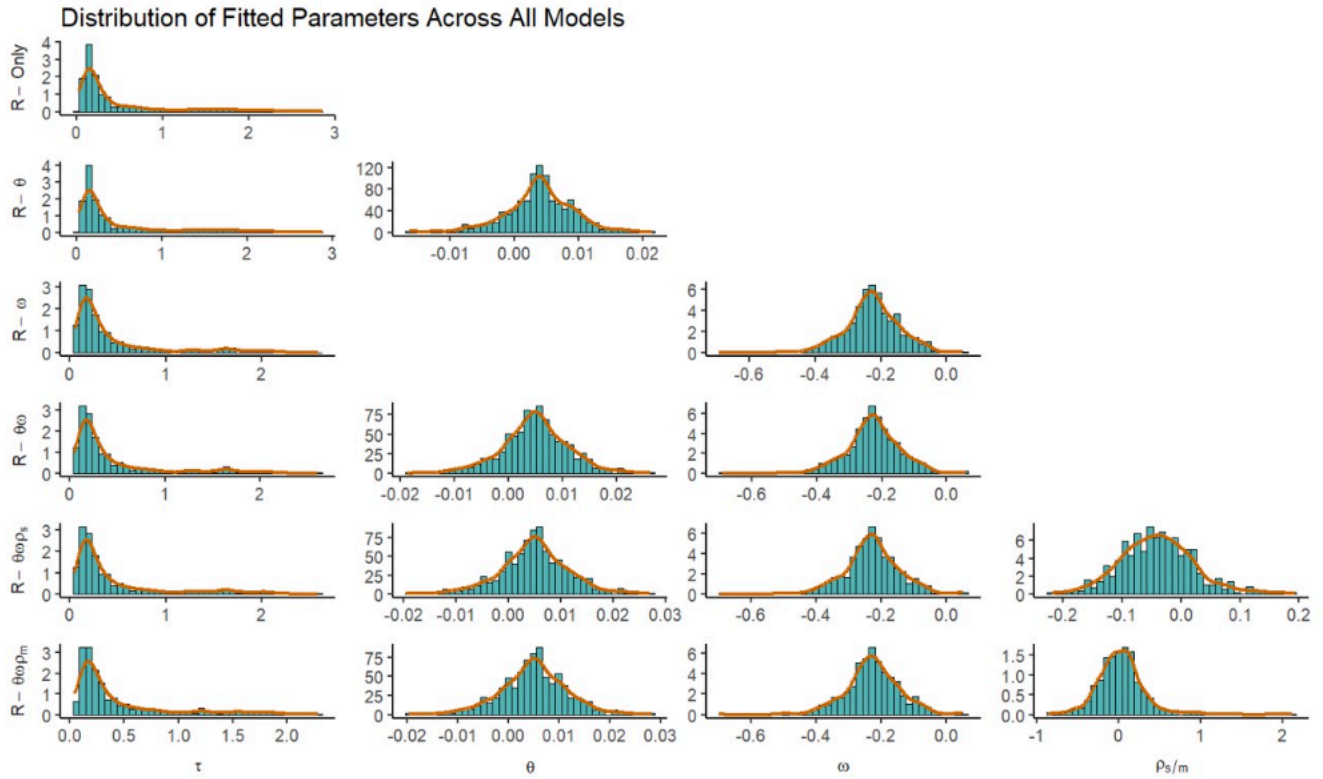 Distribution of Fitted Parameters Across All Models
R − Only
4
3
2
1
0
0 1 2 3
R − θ
4
3
2
1
0
0 1 2 3
120
80
40
0
-0.01 0.00 0.01 0.02
R − ω
3
2
1
0
0 1 2
6
4
2
0
-0.6 -0.4 -0.2 0.0
R − θω
3
2
1
0
0 1 2
75
50
25
0
-0.02 -0.01 0.00 0.01 0.02
6
4
2
0
-0.6 -0.4 -0.2 0.0
R − θωρs
3
2
1
0
0 1 2
75
50
25
0
-0.02 -0.01 0.00 0.01 0.02 0.03
6
4
2
0
-0.6 -0.4 -0.2 0.0
6
4
2
0
-0.2 -0.1 0.0 0.1 0.2
R − θωρm
3
2
1
0
0.0 0.5 1.0 1.5 2.0
75
50
25
0
-0.02 -0.01 0.00 0.01 0.02 0.03
6
4
2
0
-0.6 -0.4 -0.2 0.0
1.5
1.0
0.5
0.0
-1 0 1 2
τ θ ω ρs/m